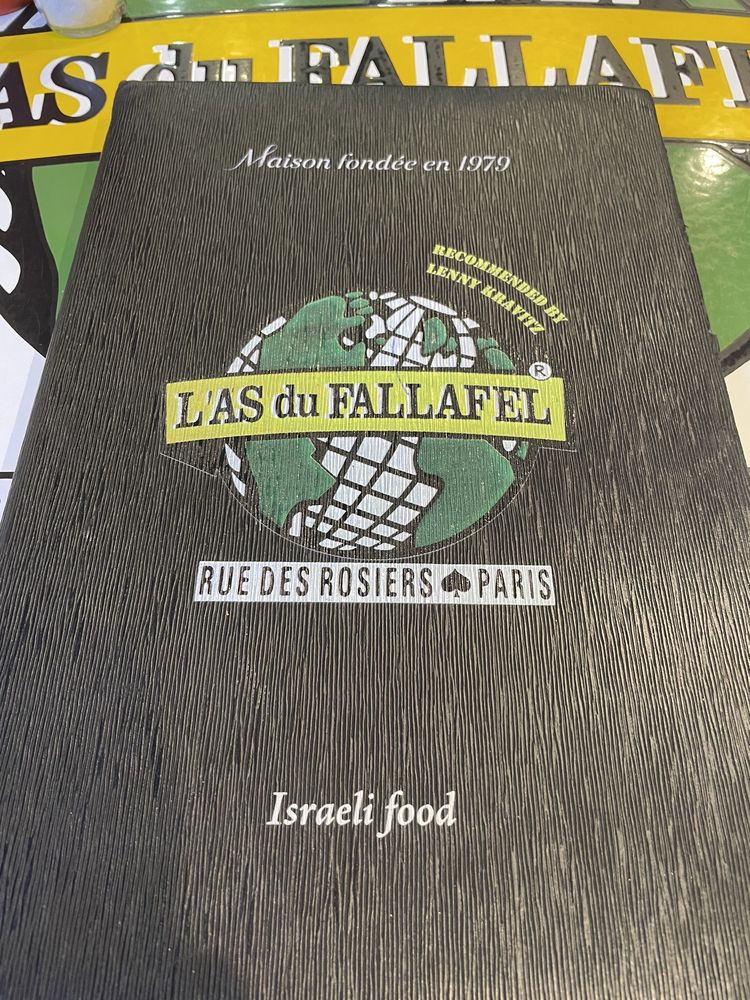 L'AS du FALLAFEL
Maison fondée en 1979
RECOMMENDED BY
LENNY KRAVITZ
®
L'AS du FALLAFEL
RUE DES ROSIERS ♠ PARIS
Israeli food